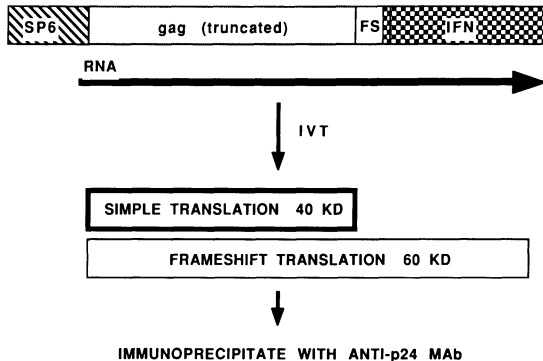 SP6 gag (truncated) FS IFN
RNA
IVT
SIMPLE TRANSLATION 40 KD
FRAMESHIFT TRANSLATION 60 KD
IMMUNOPRECIPITATE WITH ANTI-p24 MAb